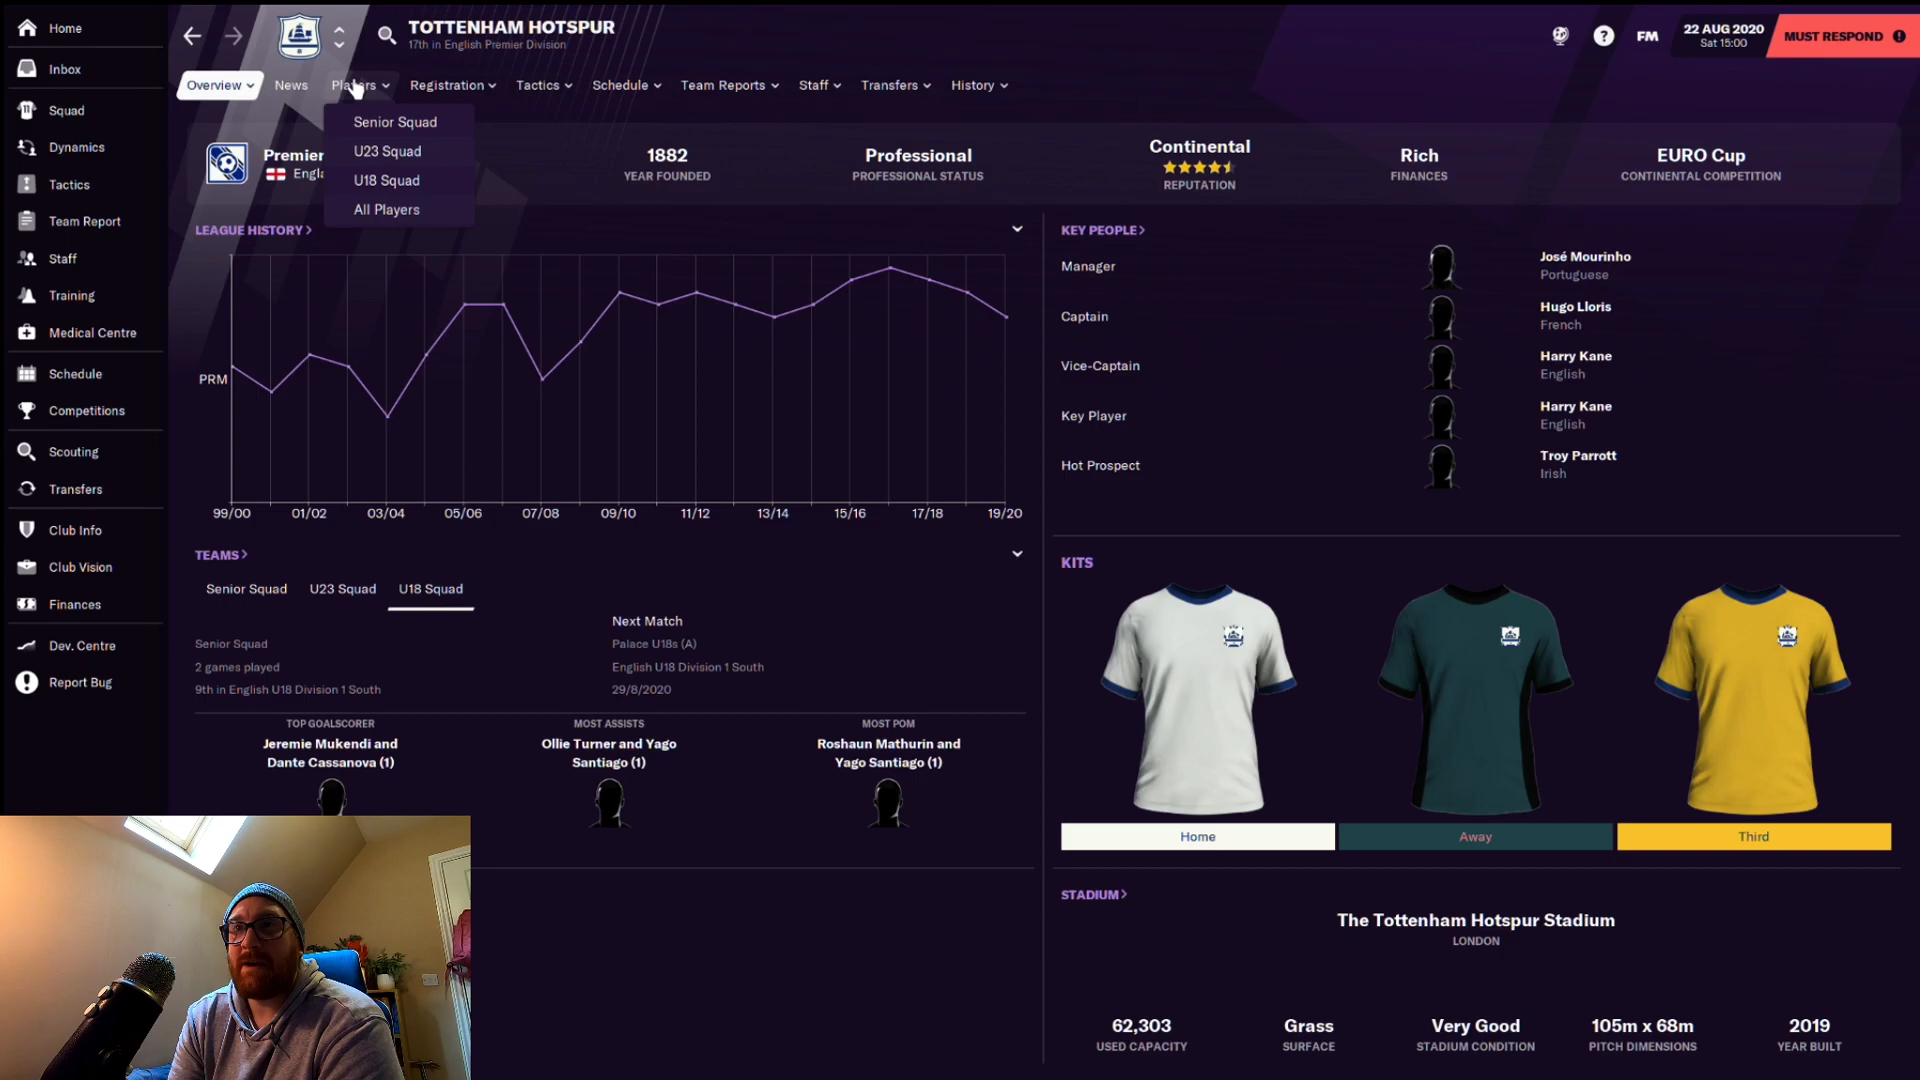 Home
Inbox
Squad
Dynamics
Tactics
Team Report
Staff
Training
Medical Centre
Schedule
Competitions
Scouting
Transfers
Club Info
Club Vision
Finances
Dev. Centre
Report Bug
TOTTENHAM HOTSPUR
17th in English Premier Division
FM
22 AUG 2020
Sat 15:00
MUST RESPOND
Overview
News
Players
Registration
Tactics
Schedule
Team Reports
Staff
Transfers
History
Senior Squad
U23 Squad
U18 Squad
All Players
Premier
Engla
1882
YEAR FOUNDED
Professional
PROFESSIONAL STATUS
Continental
REPUTATION
Rich
FINANCES
EURO Cup
CONTINENTAL COMPETITION
LEAGUE HISTORY >
PRM
99/00 01/02 03/04 05/06 07/08 09/10 11/12 13/14 15/16 17/18 19/20
TEAMS >
Senior Squad U23 Squad U18 Squad
Senior Squad
2 games played
9th in English U18 Division 1 South
Next Match
Palace U18s (A)
English U18 Division 1 South
29/8/2020
TOP GOALSCORER
Jeremie Mukendi and
Dante Cassanova (1)
MOST ASSISTS
Ollie Turner and Yago
Santiago (1)
MOST POM
Roshaun Mathurin and
Yago Santiago (1)
KEY PEOPLE >
Manager
José Mourinho
Portuguese
Captain
Hugo Lloris
French
Vice-Captain
Harry Kane
English
Key Player
Harry Kane
English
Hot Prospect
Troy Parrott
Irish
KITS
Home
Away
Third
STADIUM >
The Tottenham Hotspur Stadium
LONDON
62,303
USED CAPACITY
Grass
SURFACE
Very Good
STADIUM CONDITION
105m x 68m
PITCH DIMENSIONS
2019
YEAR BUILT